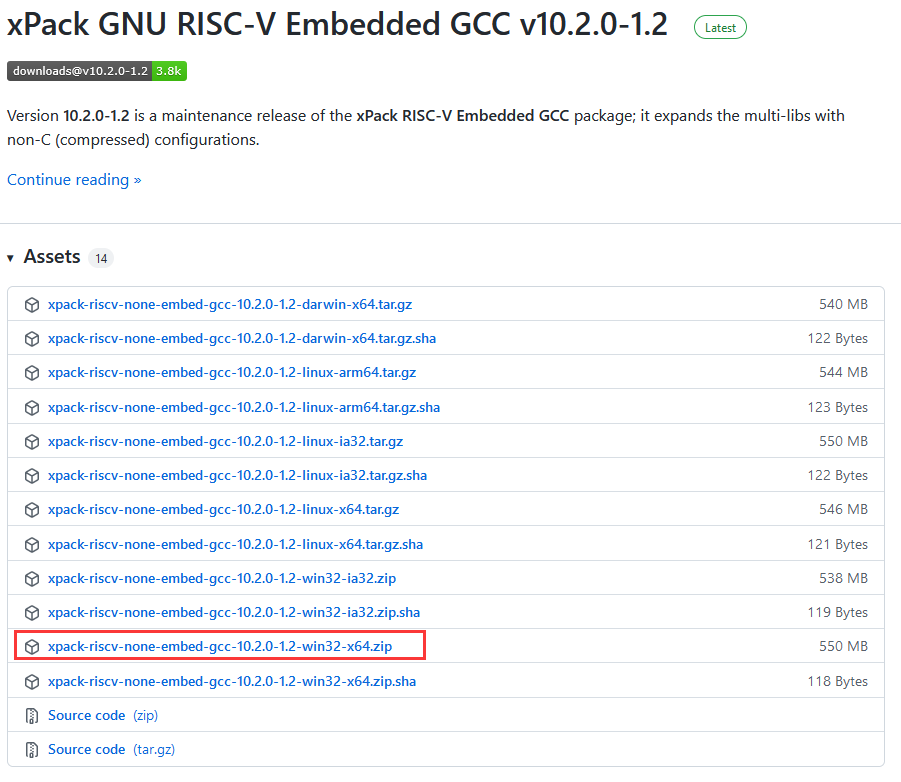 xPack GNU RISC-V Embedded GCC v10.2.0-1.2 Latest
downloads@v10.2.0-1.2 3.8k
Version 10.2.0-1.2 is a maintenance release of the xPack RISC-V Embedded GCC package; it expands the multi-libs with
non-C (compressed) configurations.
Continue reading »
▾ Assets 14
xpack-riscv-none-embed-gcc-10.2.0-1.2-darwin-x64.tar.gz 540 MB
xpack-riscv-none-embed-gcc-10.2.0-1.2-darwin-x64.tar.gz.sha 122 Bytes
xpack-riscv-none-embed-gcc-10.2.0-1.2-linux-arm64.tar.gz 544 MB
xpack-riscv-none-embed-gcc-10.2.0-1.2-linux-arm64.tar.gz.sha 123 Bytes
xpack-riscv-none-embed-gcc-10.2.0-1.2-linux-ia32.tar.gz 550 MB
xpack-riscv-none-embed-gcc-10.2.0-1.2-linux-ia32.tar.gz.sha 122 Bytes
xpack-riscv-none-embed-gcc-10.2.0-1.2-linux-x64.tar.gz 546 MB
xpack-riscv-none-embed-gcc-10.2.0-1.2-linux-x64.tar.gz.sha 121 Bytes
xpack-riscv-none-embed-gcc-10.2.0-1.2-win32-ia32.zip 538 MB
xpack-riscv-none-embed-gcc-10.2.0-1.2-win32-ia32.zip.sha 119 Bytes
xpack-riscv-none-embed-gcc-10.2.0-1.2-win32-x64.zip 550 MB
xpack-riscv-none-embed-gcc-10.2.0-1.2-win32-x64.zip.sha 118 Bytes
Source code (zip)
Source code (tar.gz)